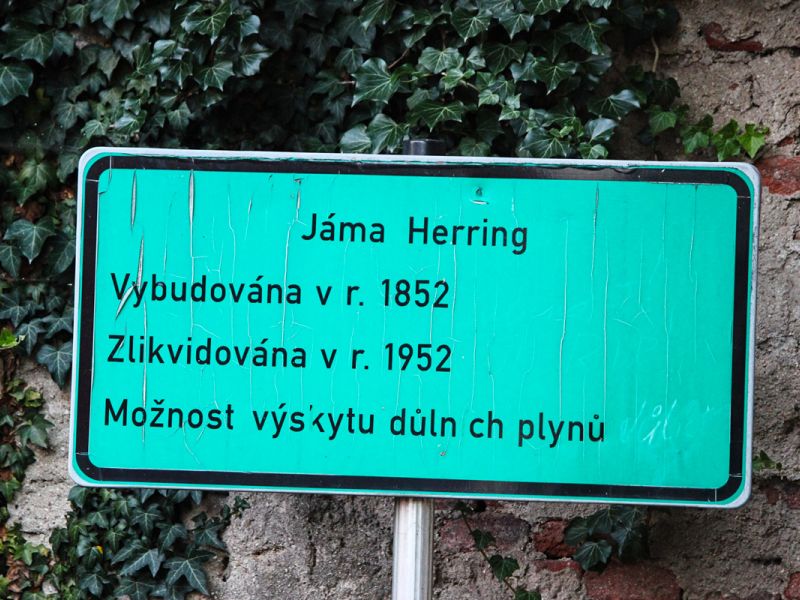 Jáma Herring
Vybudována v r. 1852
Zlikvidována v r. 1952
Možnost výskytu důln ch plynů